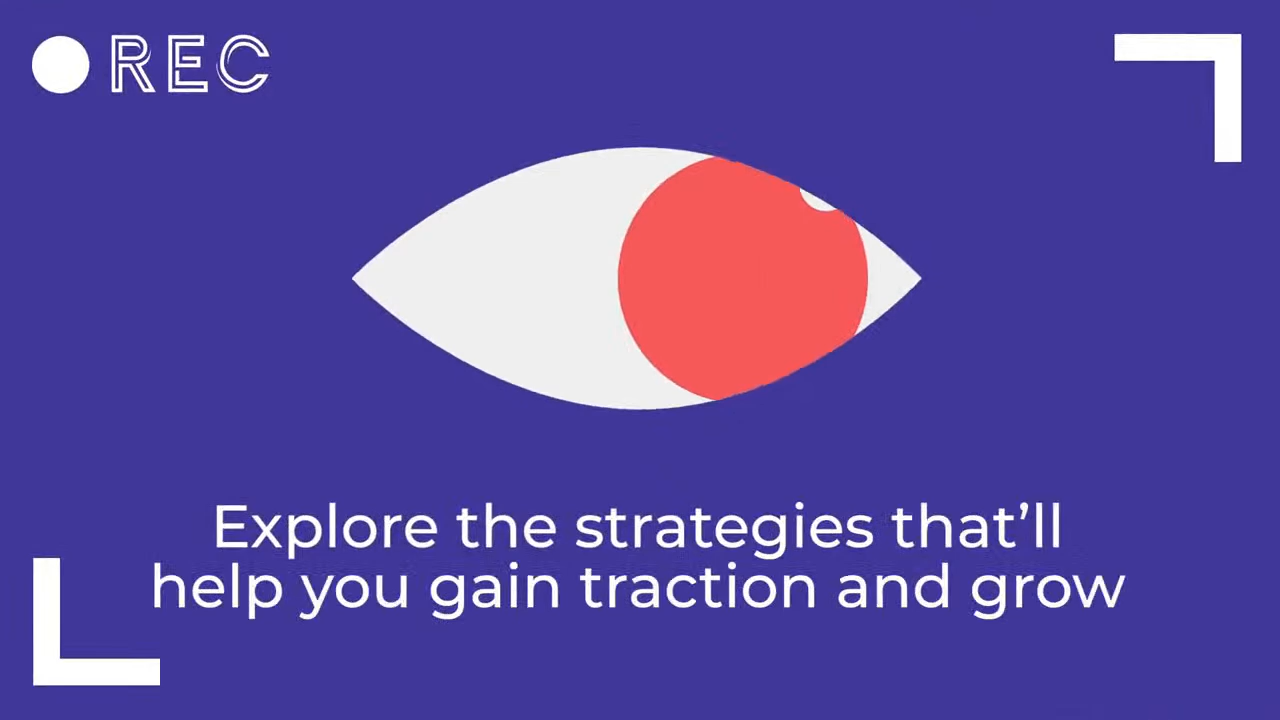 REC
Explore the strategies that’ll
help you gain traction and grow